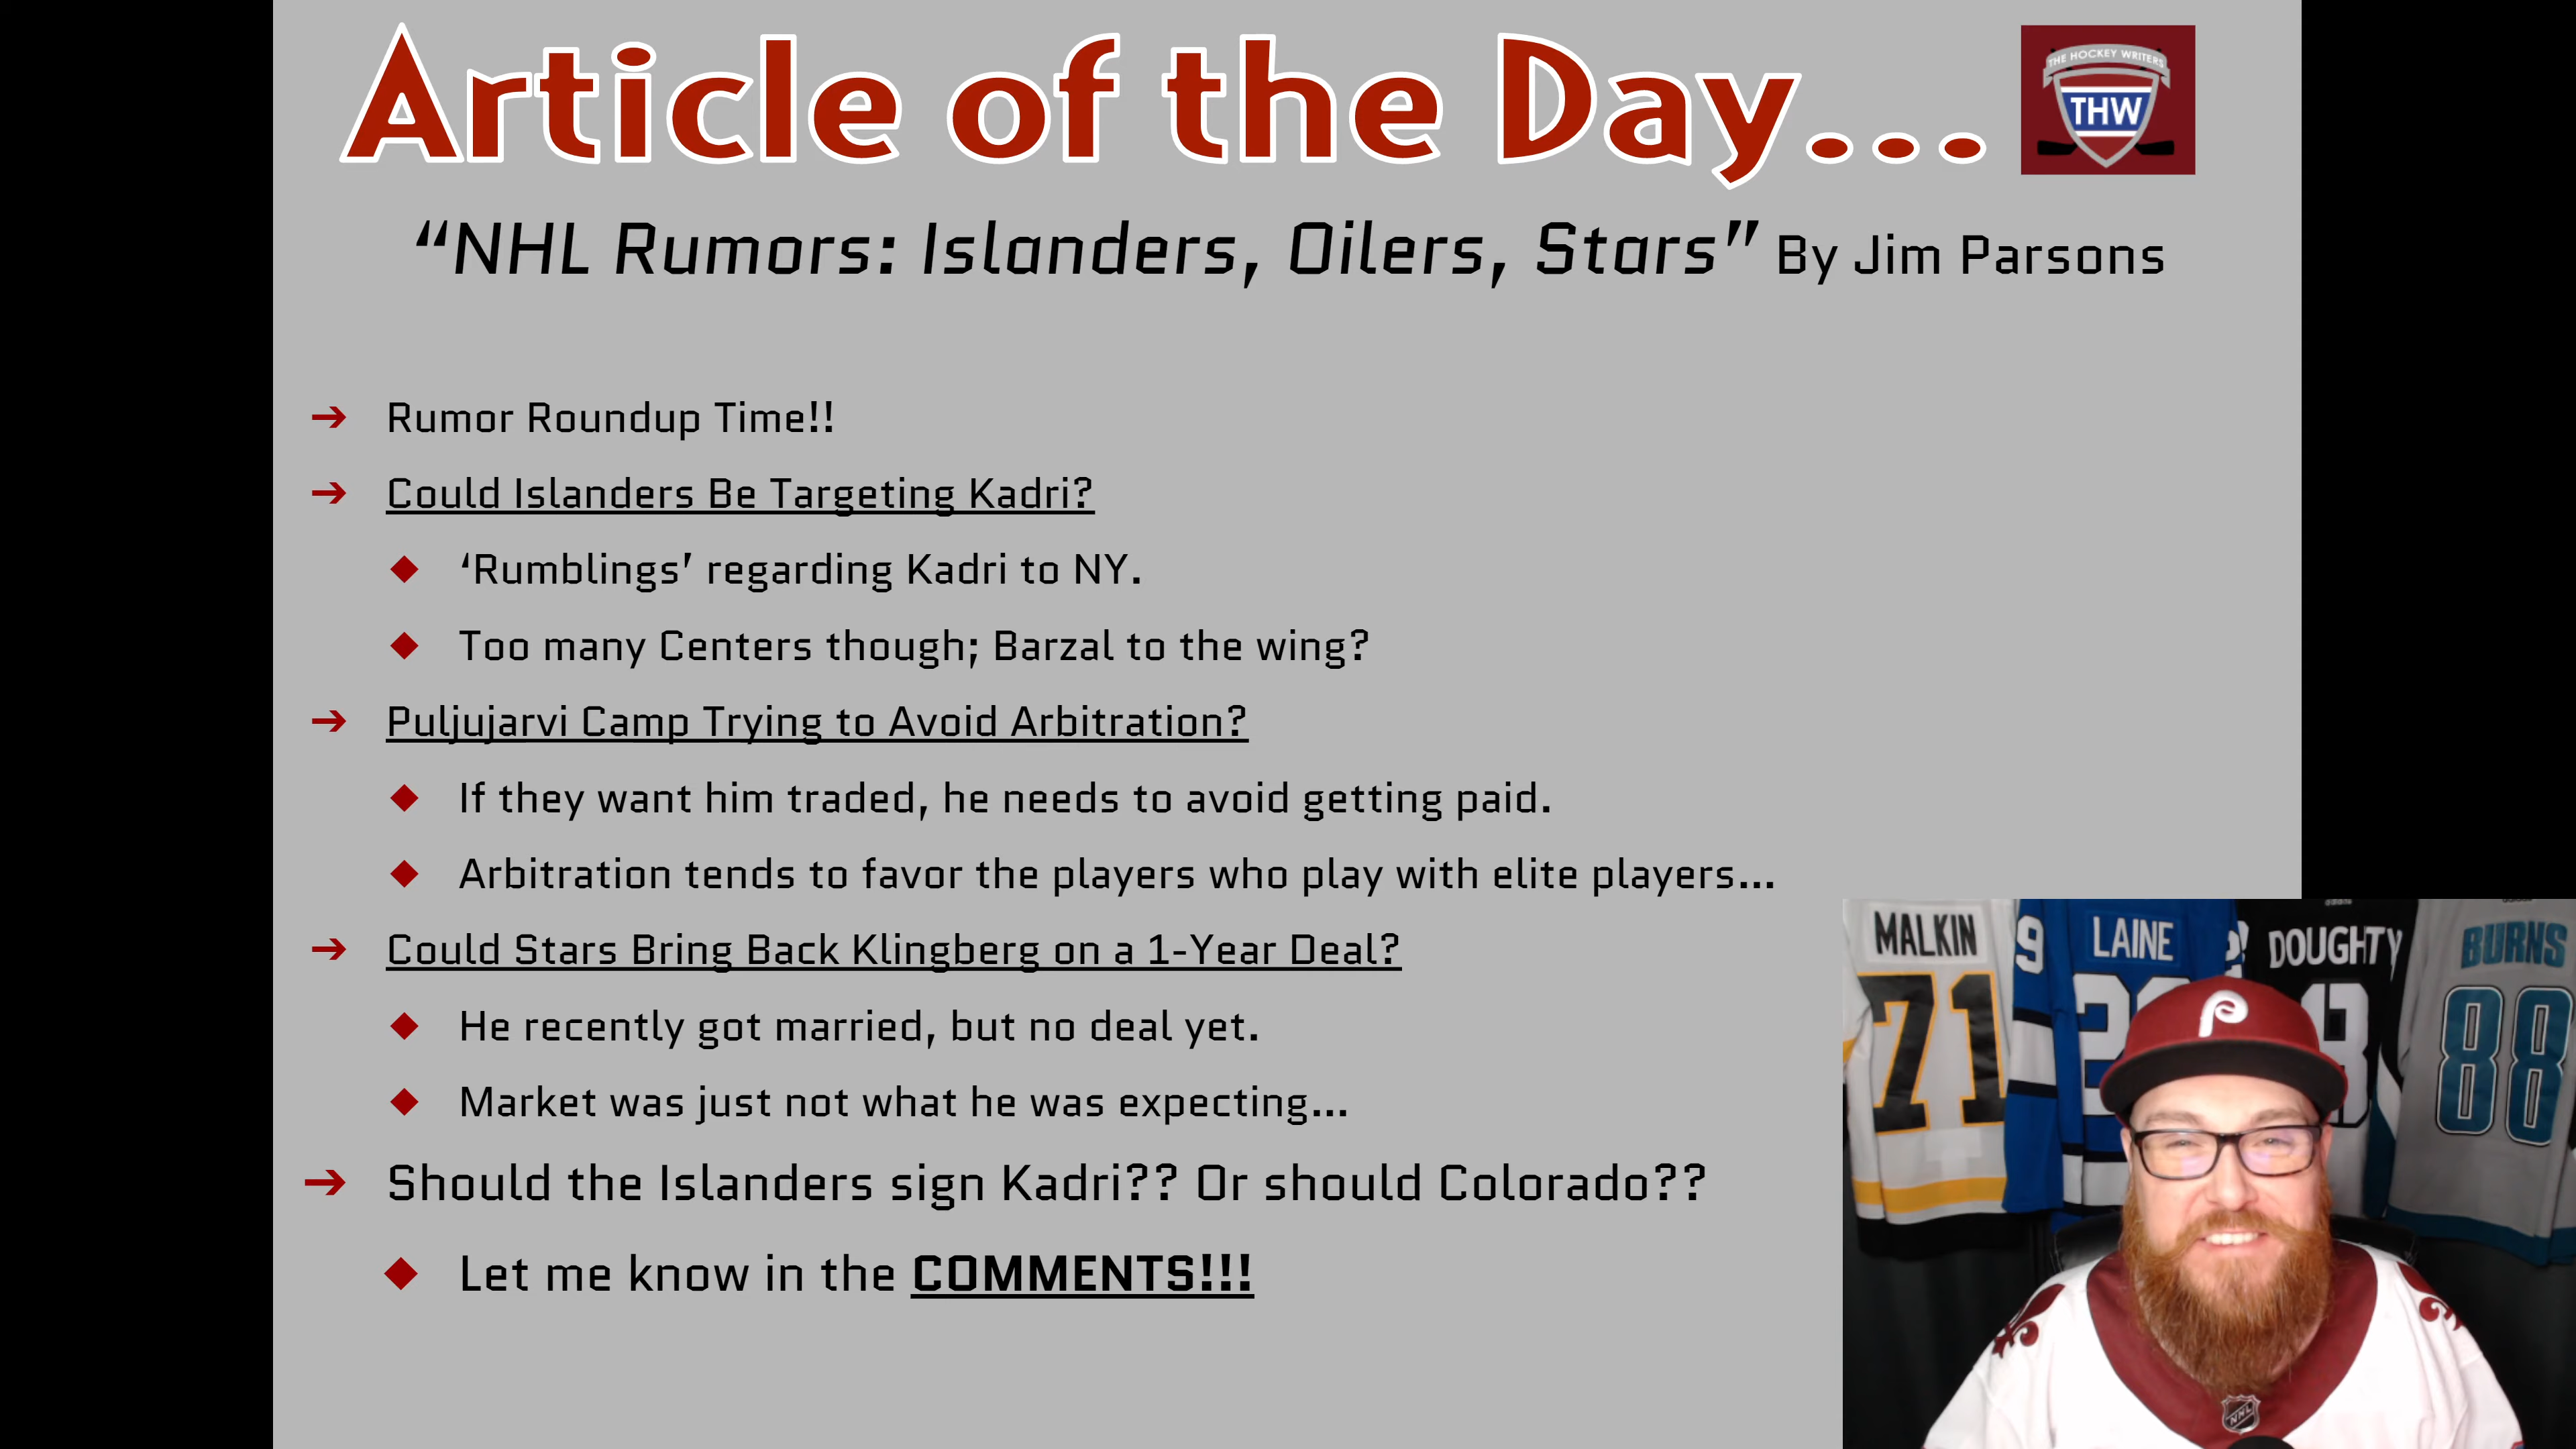 Article of the Day...
THE HOCKEY WRITERS
THW
“NHL Rumors: Islanders, Oilers, Stars” By Jim Parsons
➔ Rumor Roundup Time!!
➔ Could Islanders Be Targeting Kadri?
◆ ‘Rumblings’ regarding Kadri to NY.
◆ Too many Centers though; Barzal to the wing?
➔ Puljujarvi Camp Trying to Avoid Arbitration?
◆ If they want him traded, he needs to avoid getting paid.
◆ Arbitration tends to favor the players who play with elite players...
➔ Could Stars Bring Back Klingberg on a 1-Year Deal?
◆ He recently got married, but no deal yet.
◆ Market was just not what he was expecting...
➔ Should the Islanders sign Kadri?? Or should Colorado??
◆ Let me know in the COMMENTS!!!
MALKIN
71
9
LAINE
2
DOUGHTY
BURNS
88
P
NHL